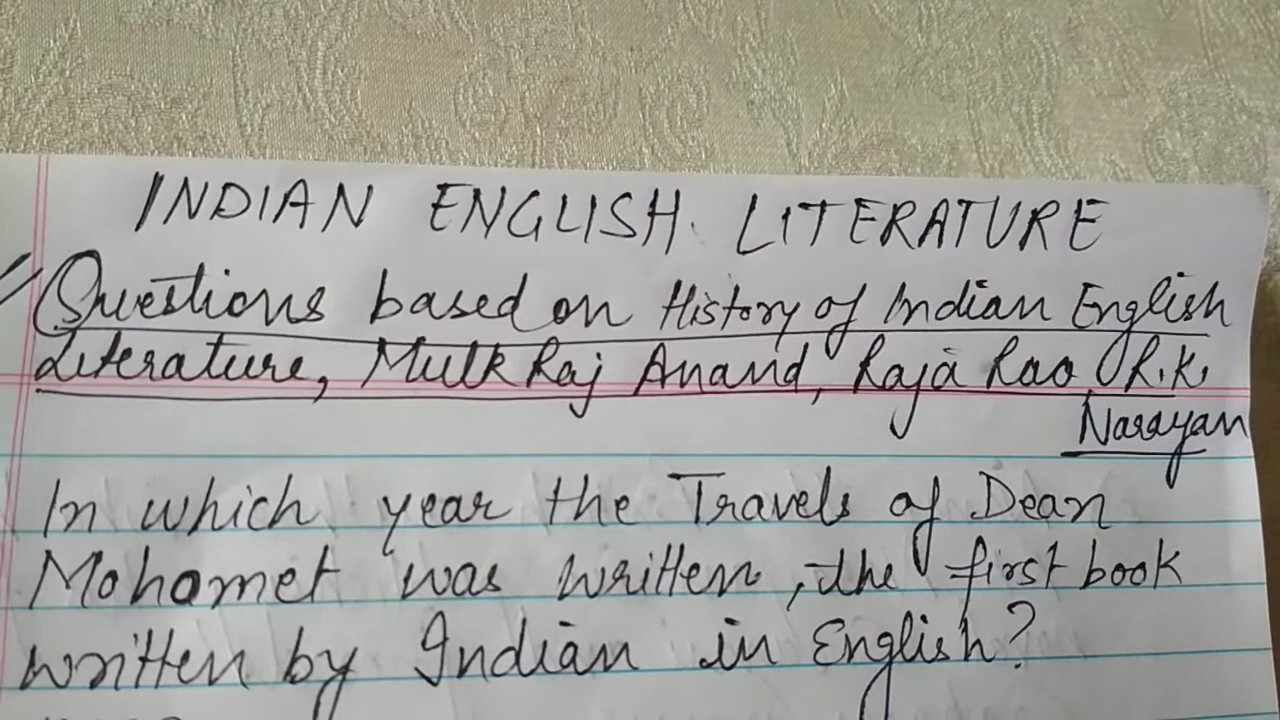 INDIAN ENGLISH LITERATURE
Questions based on History of Indian English
Literature, Mulk Raj Anand, Raja Rao R.K.
Narayan
In which year the Travels of Dean
Mohamet was written, the first book
written by Indian in English?